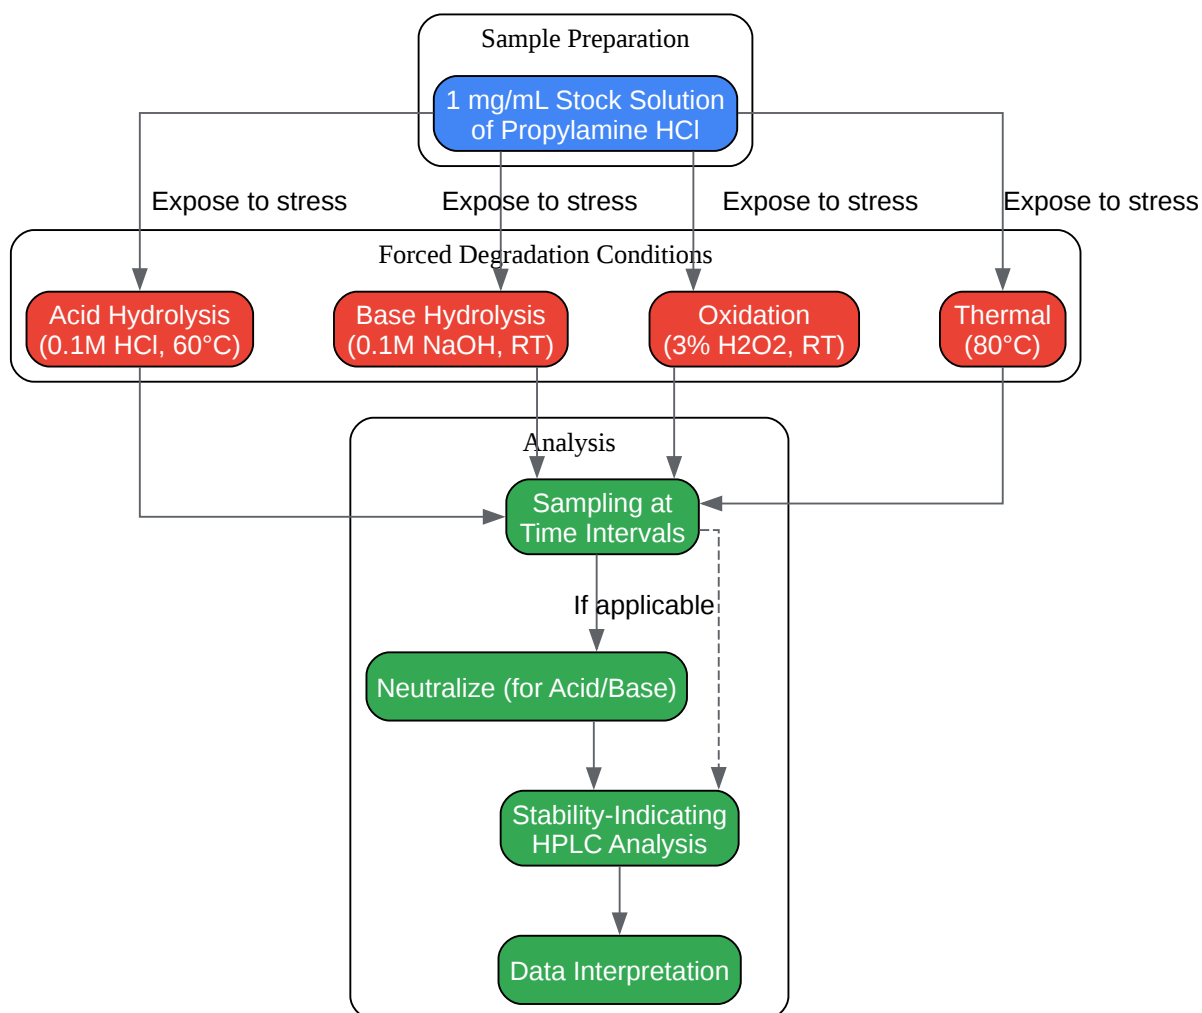 Sample Preparation
1 mg/mL Stock Solution
of Propylamine HCl
Expose to stress
Expose to stress
Expose to stress
Expose to stress
Forced Degradation Conditions
Acid Hydrolysis
(0.1M HCl, 60°C)
Base Hydrolysis
(0.1M NaOH, RT)
Oxidation
(3% H2O2, RT)
Thermal
(80°C)
Analysis
Sampling at
Time Intervals
If applicable
Neutralize (for Acid/Base)
Stability-Indicating
HPLC Analysis
Data Interpretation